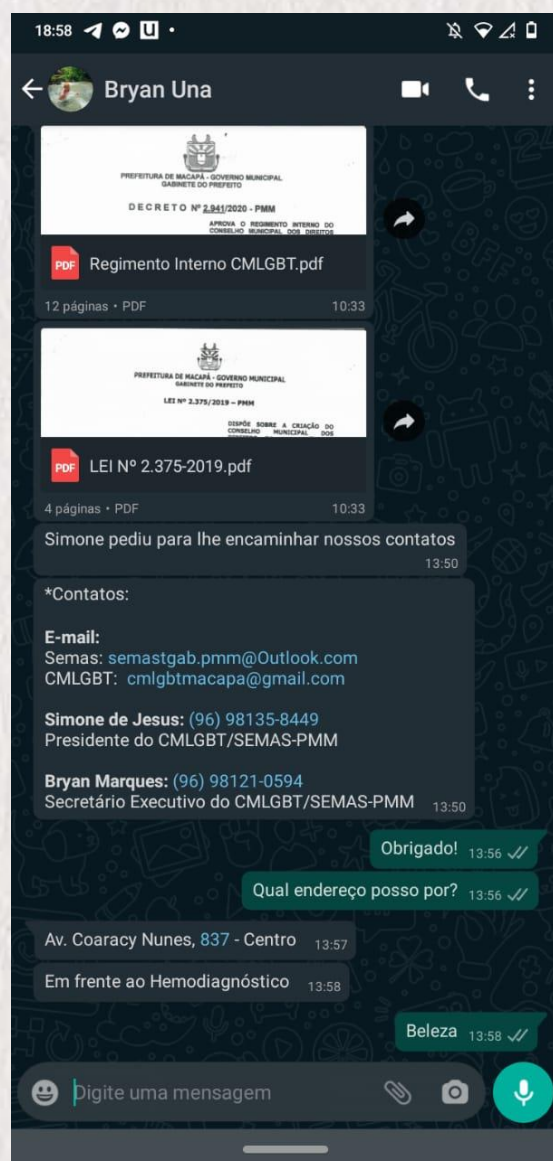 18:58
Bryan Una
PREFEITURA DE MACAPÁ - GOVERNO MUNICIPAL
GABINETE DO PREFEITO
DECRETO Nº 2.941/2020 - PMM
APROVA O REGIMENTO INTERNO DO
CONSELHO MUNICIPAL DOS DIREITOS
PDF Regimento Interno CMLGBT.pdf
12 páginas • PDF 10:33
PREFEITURA DE MACAPÁ - GOVERNO MUNICIPAL
GABINETE DO PREFEITO
LEI Nº 2.375/2019 – PMM
DISPÕE SOBRE A CRIAÇÃO DO
CONSELHO MUNICIPAL DOS
PDF LEI Nº 2.375-2019.pdf
4 páginas • PDF 10:33
Simone pediu para lhe encaminhar nossos contatos
13:50
*Contatos:
E-mail:
Semas: semastgab.pmm@Outlook.com
CMLGBT: cmlgbtmacapa@gmail.com
Simone de Jesus: (96) 98135-8449
Presidente do CMLGBT/SEMAS-PMM
Bryan Marques: (96) 98121-0594
Secretário Executivo do CMLGBT/SEMAS-PMM 13:50
Obrigado! 13:56
Qual endereço posso por? 13:56
Av. Coaracy Nunes, 837 - Centro 13:57
Em frente ao Hemodiagnóstico 13:58
Beleza 13:58
Digite uma mensagem